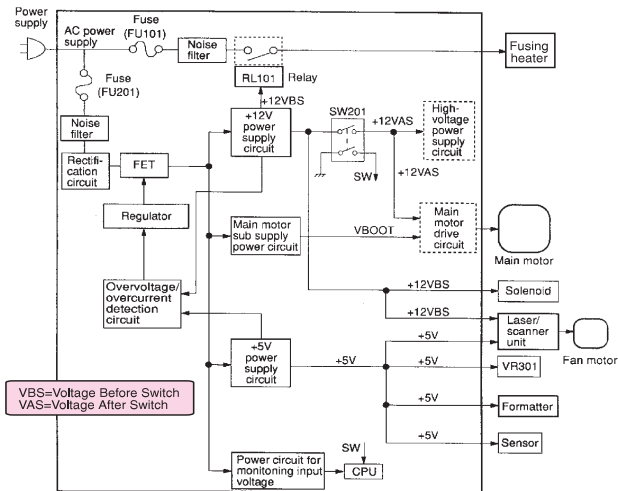 Power
supply
AC power
supply
Fuse
(FU101)
Noise
filter
Fusing
heater
Fuse
(FU201)
RL101
Relay
+12VBS
Noise
filter
+12V
power
supply
circuit
SW201
+12VAS
High-
voltage
power
supply
circuit
Rectifi-
cation
circuit
FET
SW
+12VAS
Regulator
Main motor
sub supply
power circuit
VBOOT
Main
motor
drive
circuit
Main motor
Overvoltage/
overcurrent
detection
circuit
+12VBS
Solenoid
+12VBS
Laser/
scanner
unit
+5V
Fan motor
+5V
power
supply
circuit
+5V
+5V
VR301
VBS=Voltage Before Switch
VAS=Voltage After Switch
+5V
Formatter
+5V
Sensor
Power circuit for
monitoning input
voltage
SW
CPU